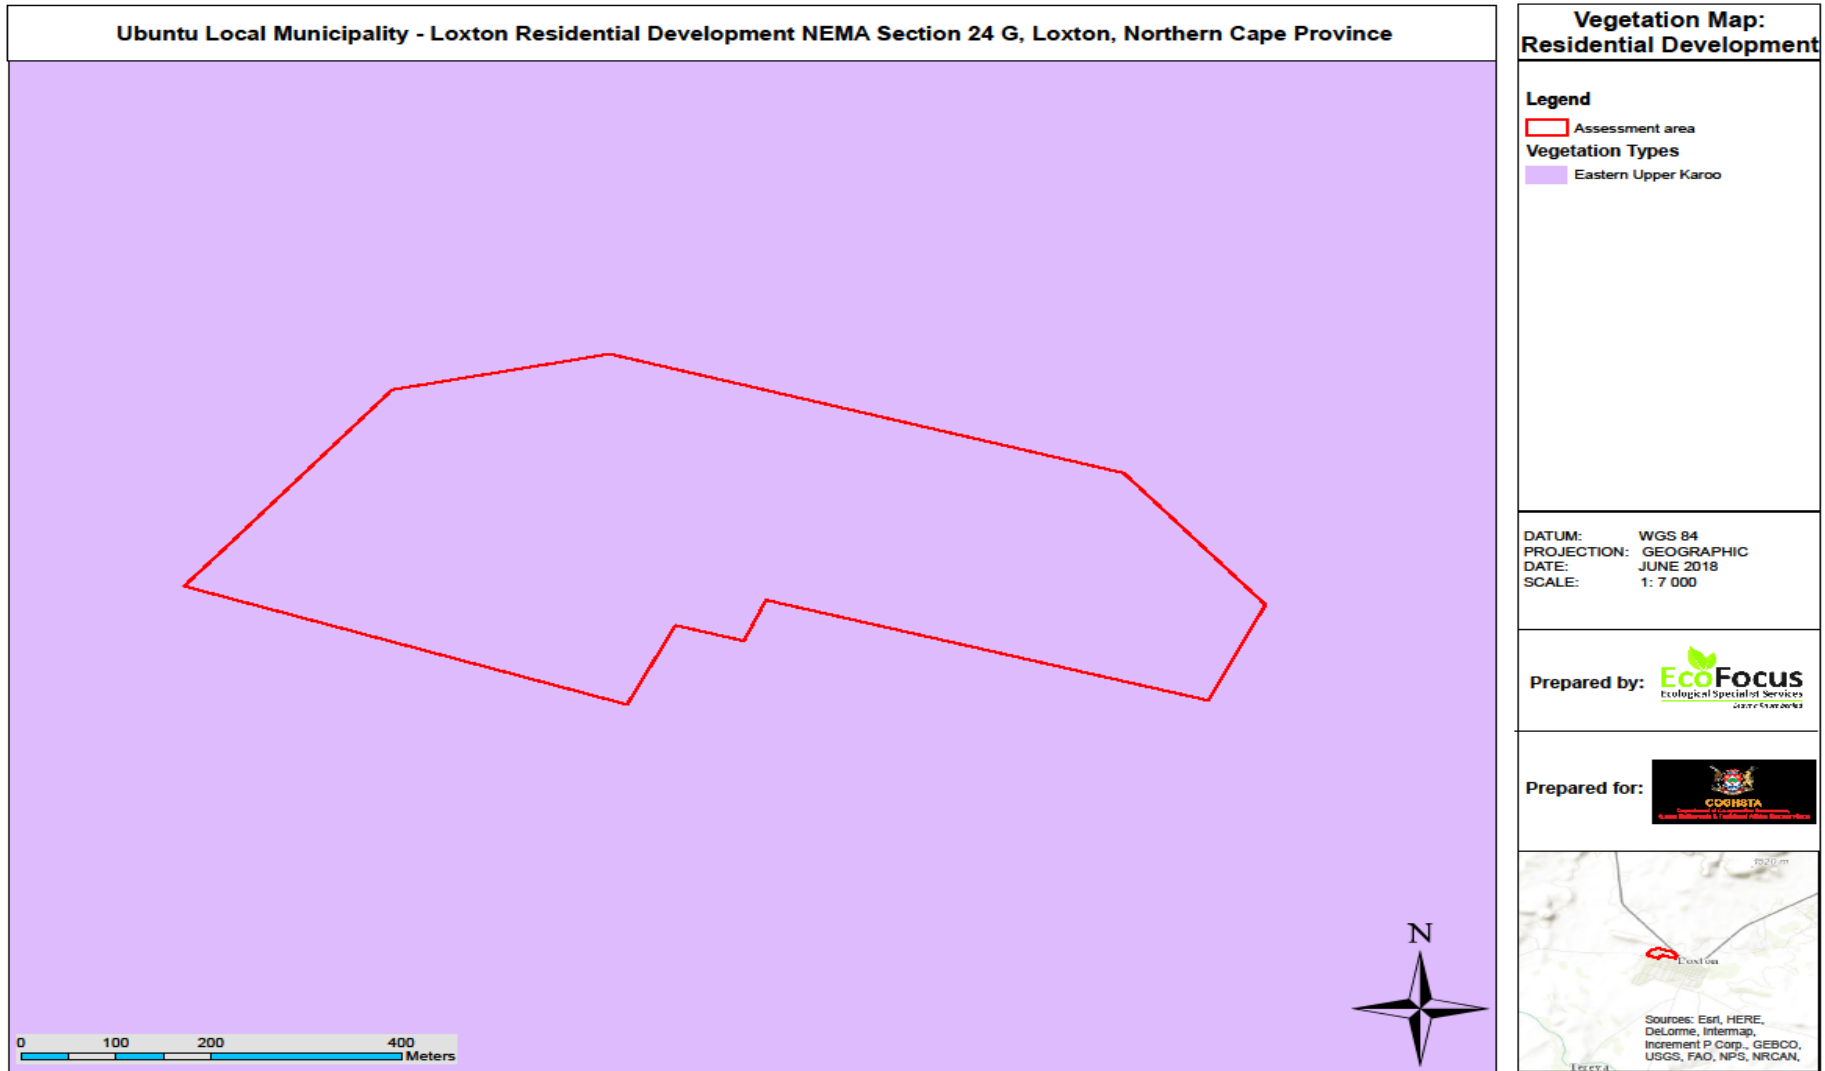 Ubuntu Local Municipality - Loxton Residential Development NEMA Section 24 G, Loxton, Northern Cape Province
Vegetation Map:
Residential Development
Legend
Assessment area
Vegetation Types
Eastern Upper Karoo
DATUM: WGS 84
PROJECTION: GEOGRAPHIC
DATE: JUNE 2018
SCALE: 1: 7 000
Prepared by:
EcoFocus
Ecological Specialist Services
Prepared for:
COGHSTA
1520 m
Loxton
Sources: Esri, HERE,
DeLorme, Intermap,
Increment P Corp., GEBCO,
USGS, FAO, NPS, NRCAN,
N
0 100 200 400
Meters